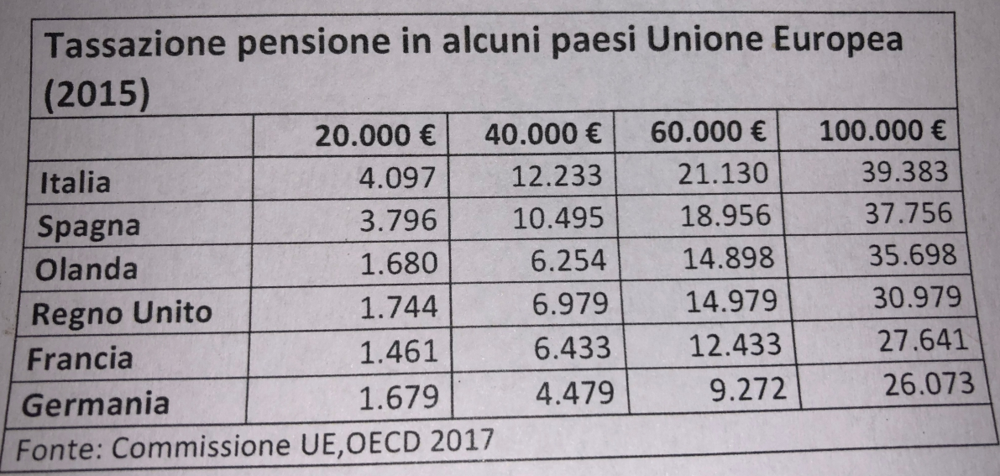 Tassazione pensione in alcuni paesi Unione Europea
(2015)
20.000 € 40.000 € 60.000 € 100.000 €
Italia 4.097 12.233 21.130 39.383
Spagna 3.796 10.495 18.956 37.756
Olanda 1.680 6.254 14.898 35.698
Regno Unito 1.744 6.979 14.979 30.979
Francia 1.461 6.433 12.433 27.641
Germania 1.679 4.479 9.272 26.073
Fonte: Commissione UE,OECD 2017